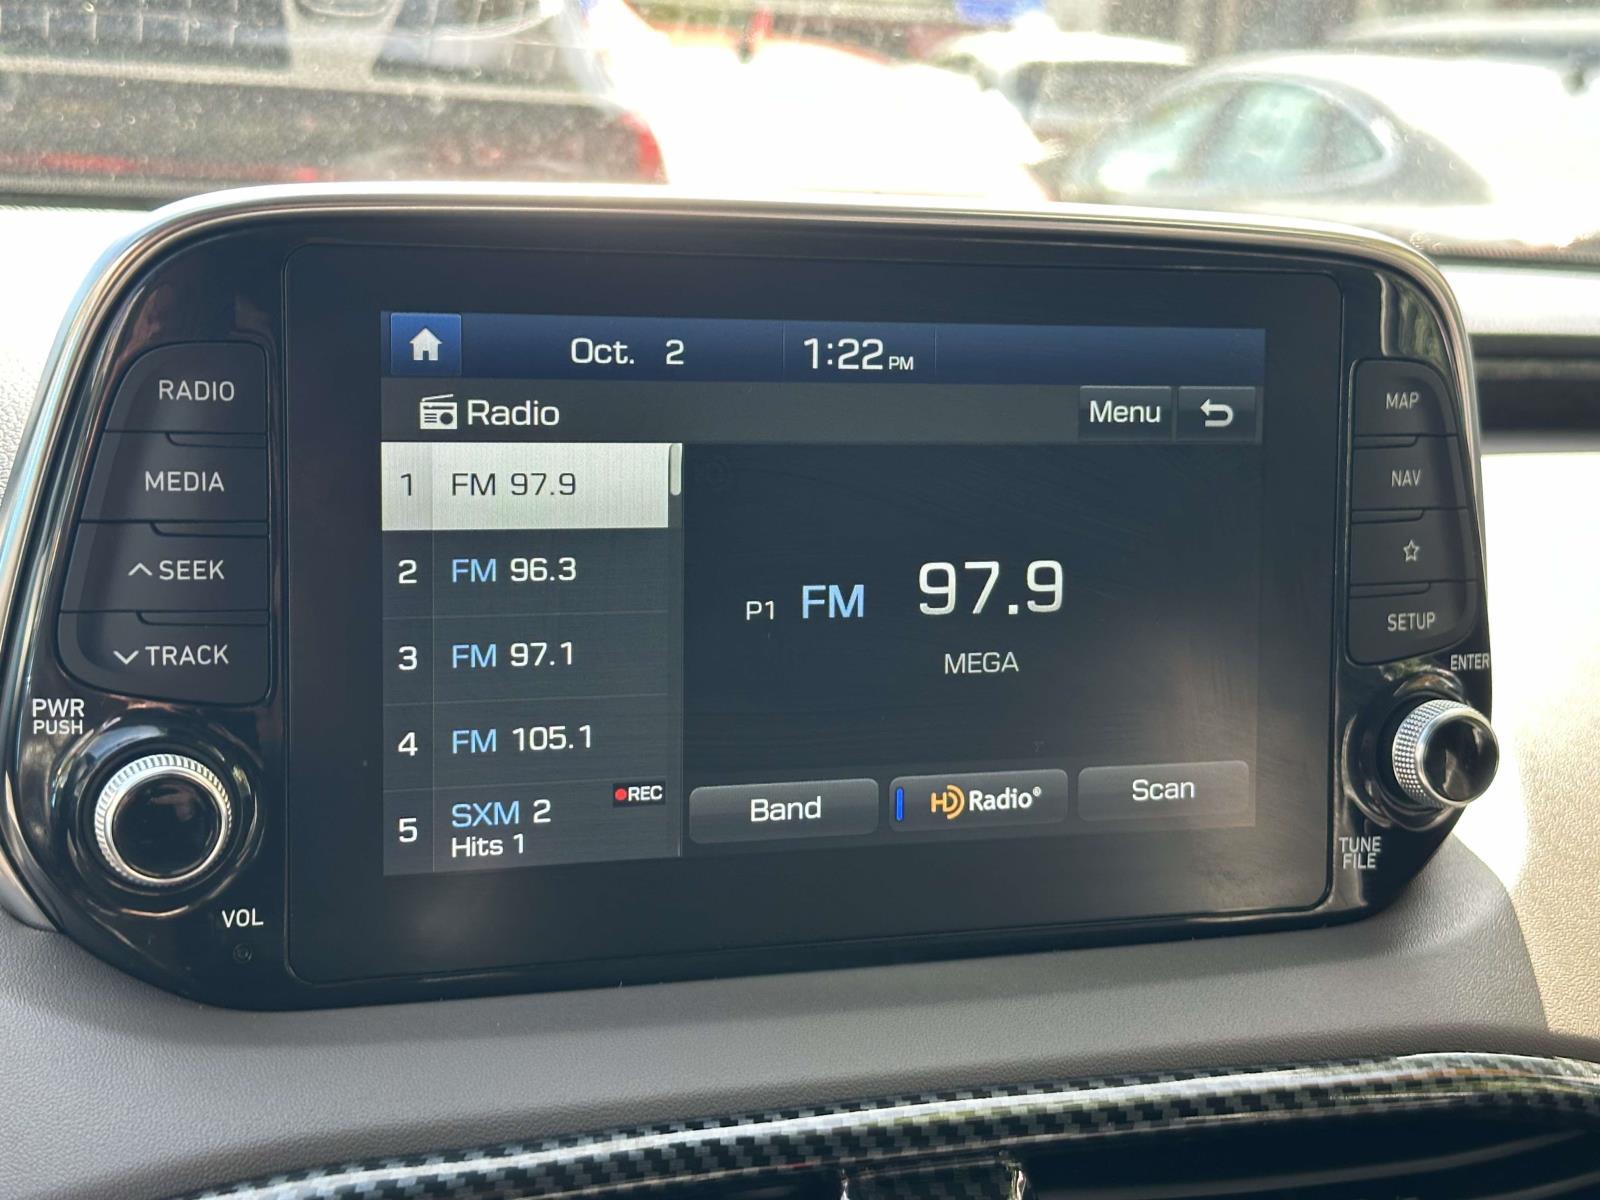 Oct. 2 1:22 PM
Radio Menu
1 FM 97.9
2 FM 96.3
3 FM 97.1
4 FM 105.1
5 SXM 2 REC
Hits 1
P1 FM 97.9
MEGA
Band HD Radio® Scan
RADIO
MEDIA
SEEK
TRACK
PWR
PUSH
VOL
MAP
NAV
SETUP
ENTER
TUNE
FILE